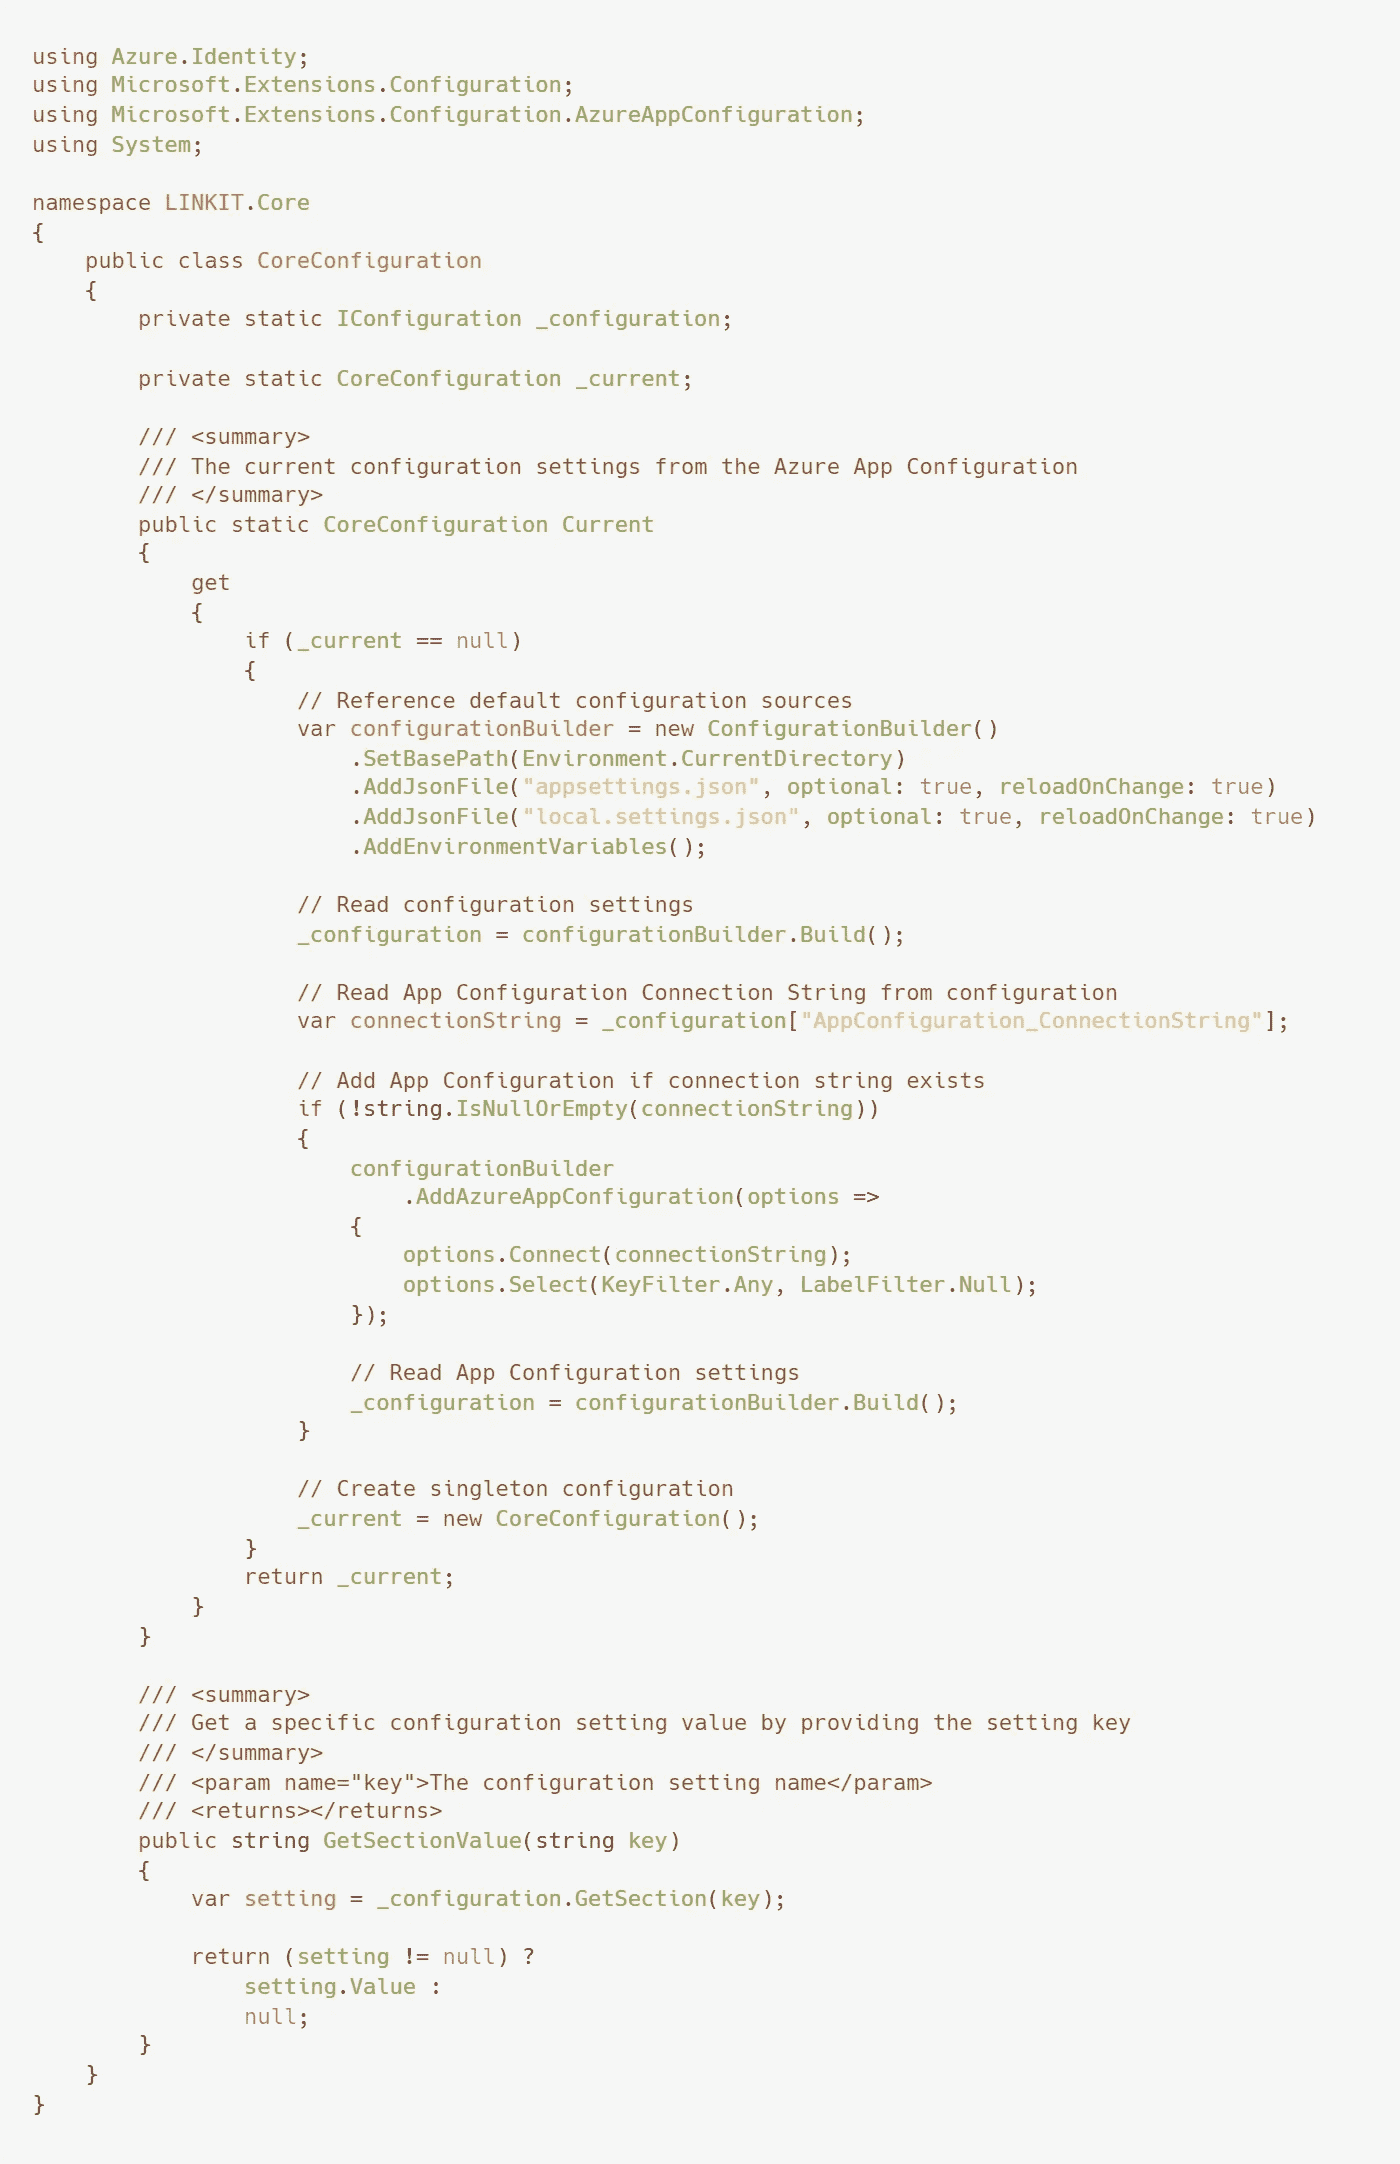 using Azure.Identity;
using Microsoft.Extensions.Configuration;
using Microsoft.Extensions.Configuration.AzureAppConfiguration;
using System;

namespace LINKIT.Core
{
    public class CoreConfiguration
    {
        private static IConfiguration _configuration;

        private static CoreConfiguration _current;

        /// <summary>
        /// The current configuration settings from the Azure App Configuration
        /// </summary>
        public static CoreConfiguration Current
        {
            get
            {
                if (_current == null)
                {
                    // Reference default configuration sources
                    var configurationBuilder = new ConfigurationBuilder()
                        .SetBasePath(Environment.CurrentDirectory)
                        .AddJsonFile("appsettings.json", optional: true, reloadOnChange: true)
                        .AddJsonFile("local.settings.json", optional: true, reloadOnChange: true)
                        .AddEnvironmentVariables();

                    // Read configuration settings
                    _configuration = configurationBuilder.Build();

                    // Read App Configuration Connection String from configuration
                    var connectionString = _configuration["AppConfiguration_ConnectionString"];

                    // Add App Configuration if connection string exists
                    if (!string.IsNullOrEmpty(connectionString))
                    {
                        configurationBuilder
                            .AddAzureAppConfiguration(options =>
                        {
                            options.Connect(connectionString);
                            options.Select(KeyFilter.Any, LabelFilter.Null);
                        });

                        // Read App Configuration settings
                        _configuration = configurationBuilder.Build();
                    }

                    // Create singleton configuration
                    _current = new CoreConfiguration();
                }
                return _current;
            }
        }

        /// <summary>
        /// Get a specific configuration setting value by providing the setting key
        /// </summary>
        /// <param name="key">The configuration setting name</param>
        /// <returns></returns>
        public string GetSectionValue(string key)
        {
            var setting = _configuration.GetSection(key);

            return (setting != null) ?
                setting.Value :
                null;
        }
    }
}